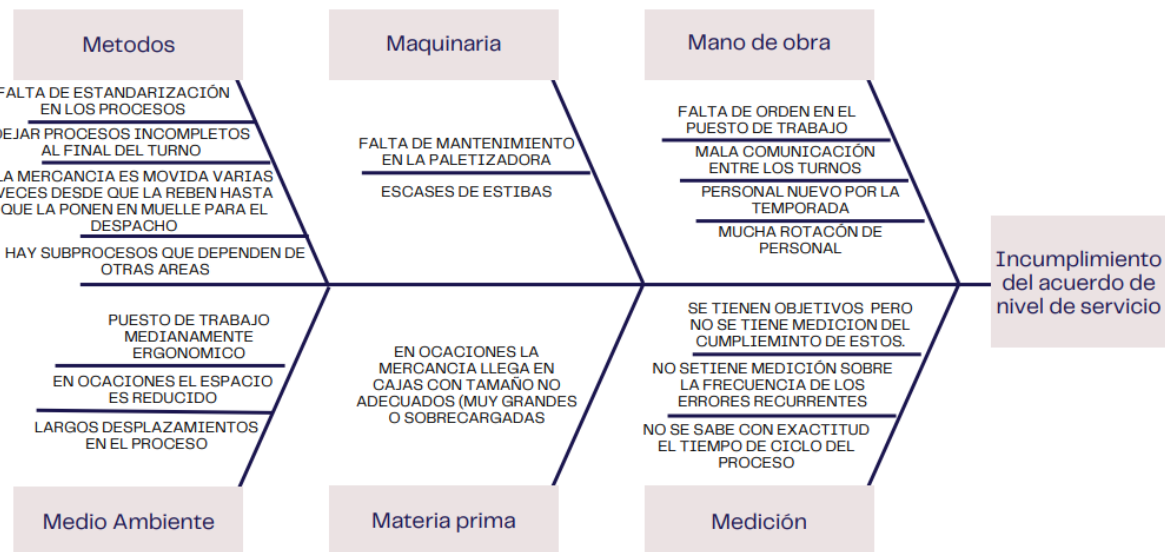 Metodos
Maquinaria
Mano de obra
FALTA DE ESTANDARIZACIÓN
EN LOS PROCESOS
DEJAR PROCESOS INCOMPLETOS
AL FINAL DEL TURNO
LA MERCANCIA ES MOVIDA VARIAS
VECES DESDE QUE LA REBEN HASTA
QUE LA PONEN EN MUELLE PARA EL
DESPACHO
HAY SUBPROCESOS QUE DEPENDEN DE
OTRAS AREAS
FALTA DE MANTENIMIENTO
EN LA PALETIZADORA
ESCASES DE ESTIBAS
FALTA DE ORDEN EN EL
PUESTO DE TRABAJO
MALA COMUNICACIÓN
ENTRE LOS TURNOS
PERSONAL NUEVO POR LA
TEMPORADA
MUCHA ROTACÓN DE
PERSONAL
Incumplimiento
del acuerdo de
nivel de servicio
PUESTO DE TRABAJO
MEDIANAMENTE
ERGONOMICO
EN OCACIONES EL ESPACIO
ES REDUCIDO
LARGOS DESPLAZAMIENTOS
EN EL PROCESO
EN OCACIONES LA
MERCANCIA LLEGA EN
CAJAS CON TAMAÑO NO
ADECUADOS (MUY GRANDES
O SOBRECARGADAS
SE TIENEN OBJETIVOS PERO
NO SE TIENE MEDICION DEL
CUMPLIEMINTO DE ESTOS.
NO SETIENE MEDICIÓN SOBRE
LA FRECUENCIA DE LOS
ERRORES RECURRENTES
NO SE SABE CON EXACTITUD
EL TIEMPO DE CICLO DEL
PROCESO
Medio Ambiente
Materia prima
Medición